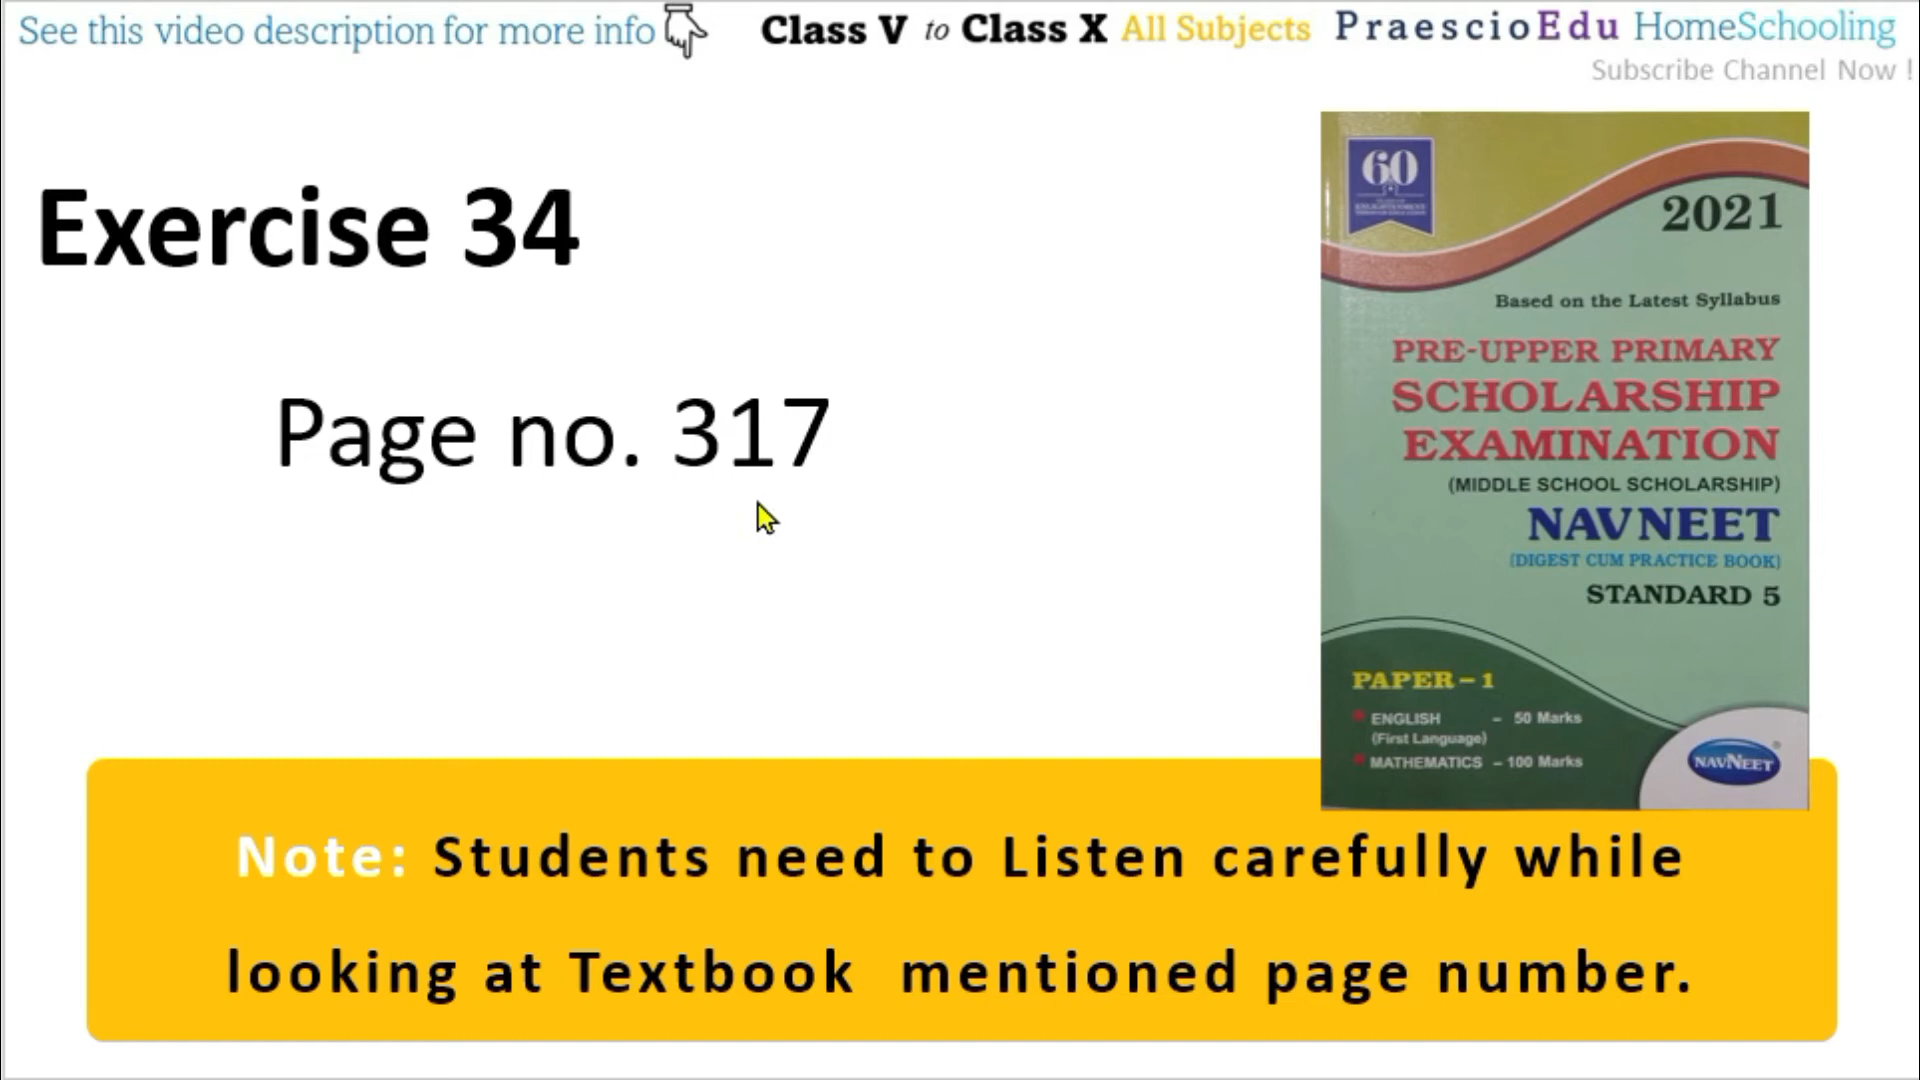 See this video description for more info
Class V to Class X All Subjects
PraescioEdu HomeSchooling
Subscribe Channel Now !
Exercise 34
Page no. 317
60
2021
Based on the Latest Syllabus
PRE-UPPER PRIMARY
SCHOLARSHIP
EXAMINATION
(MIDDLE SCHOOL SCHOLARSHIP)
NAVNEET
(DIGEST CUM PRACTICE BOOK)
STANDARD 5
PAPER – 1
ENGLISH – 50 Marks
(First Language)
MATHEMATICS – 100 Marks
NAVNEET
Note: Students need to Listen carefully while
looking at Textbook mentioned page number.